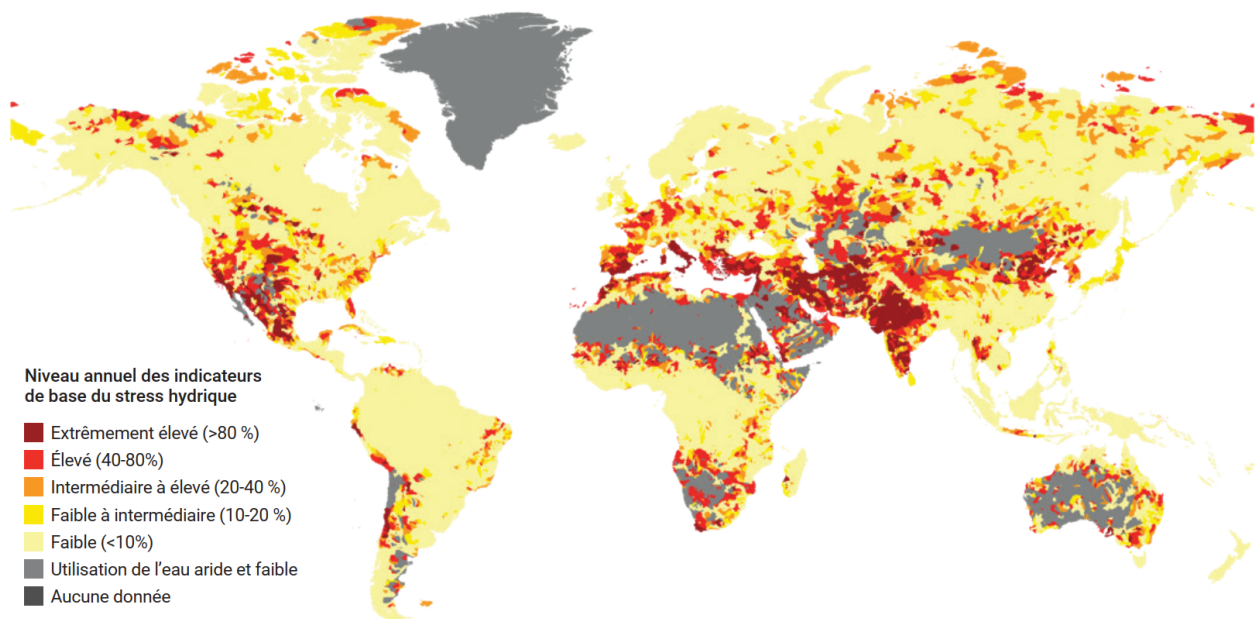 Niveau annuel des indicateurs
de base du stress hydrique
Extrêmement élevé (>80 %)
Élevé (40-80%)
Intermédiaire à élevé (20-40 %)
Faible à intermédiaire (10-20 %)
Faible (<10%)
Utilisation de l’eau aride et faible
Aucune donnée